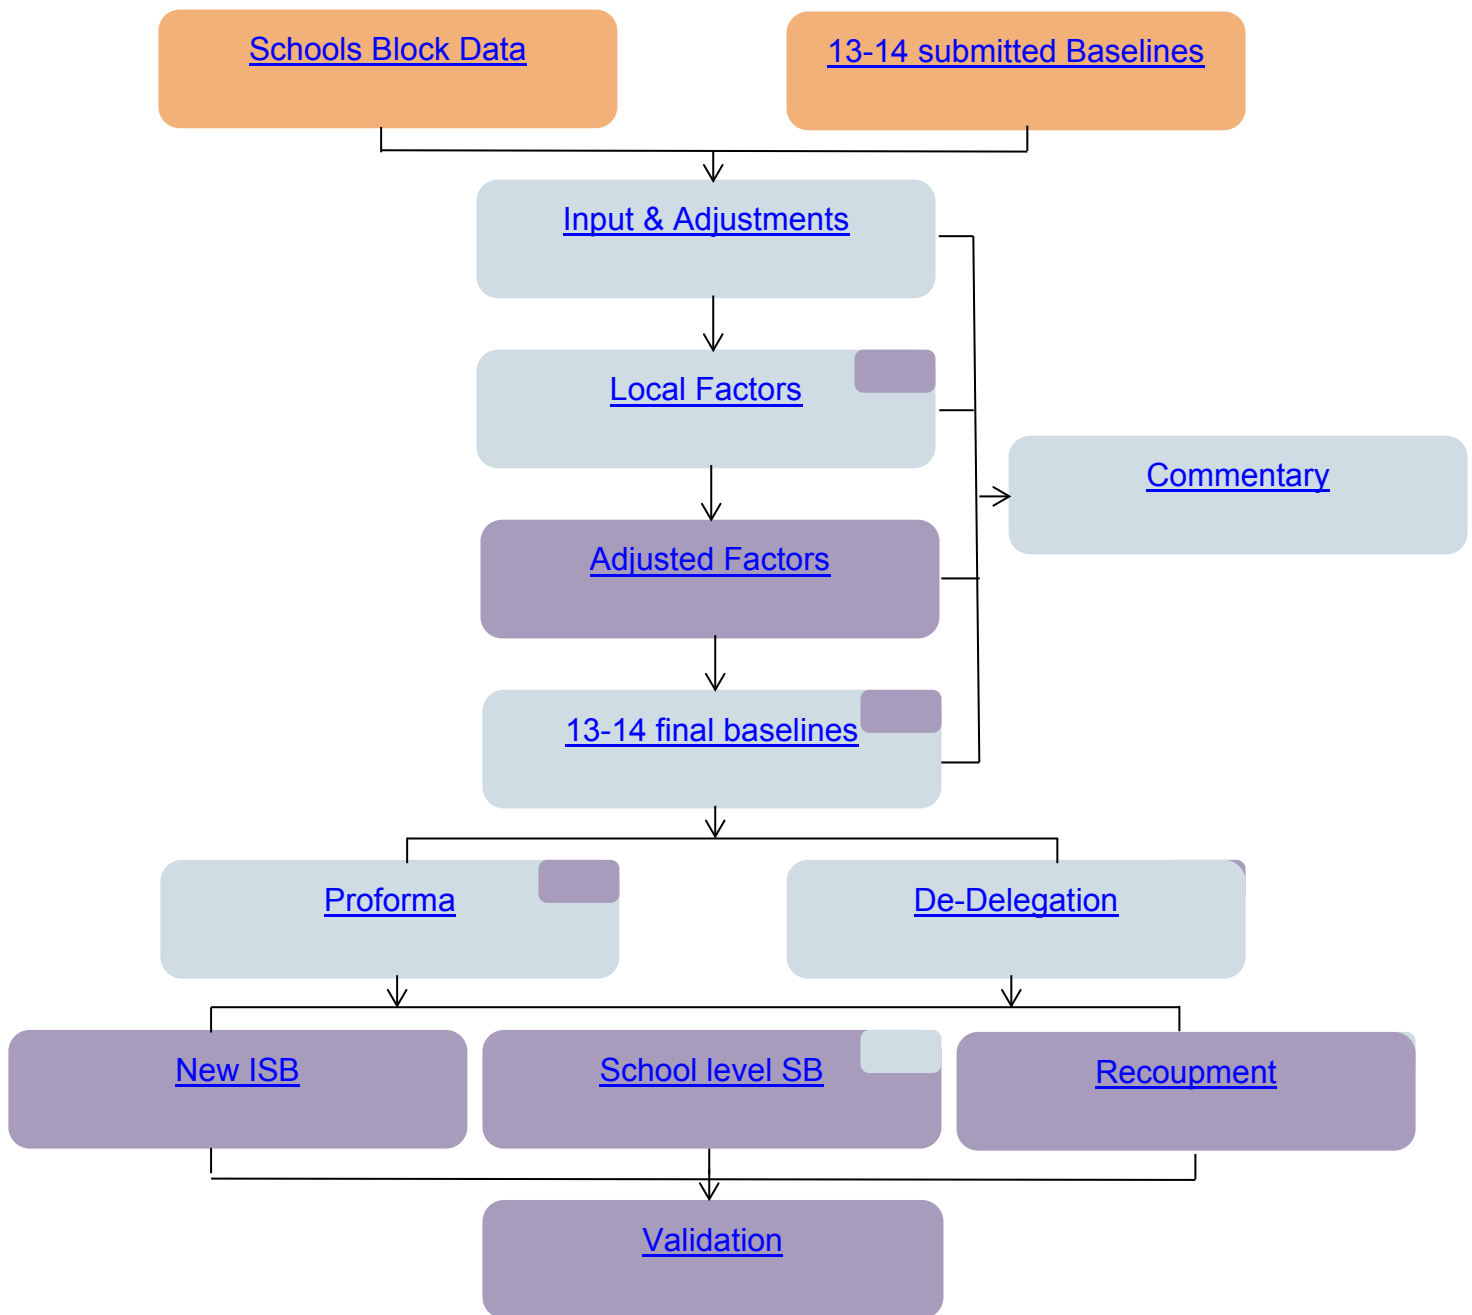 Schools Block Data
13-14 submitted Baselines
Input & Adjustments
Local Factors
Commentary
Adjusted Factors
13-14 final baselines
Proforma
De-Delegation
New ISB
School level SB
Recoupment
Validation